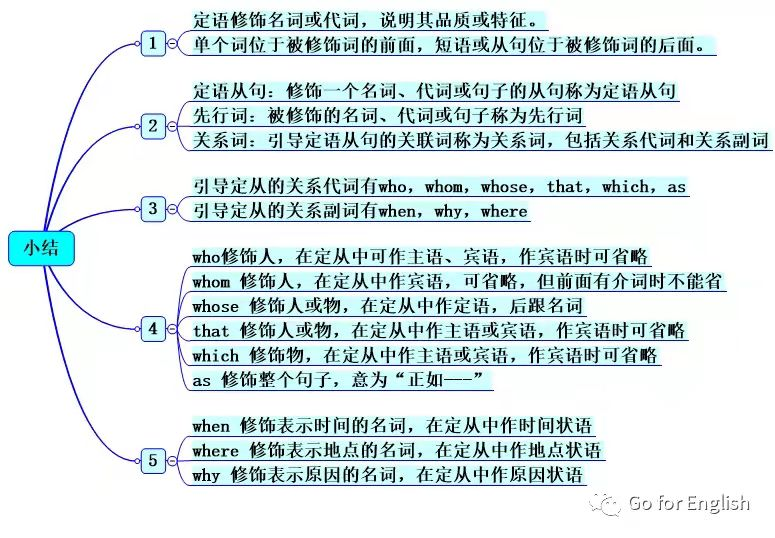 小结
1
定语修饰名词或代词，说明其品质或特征。
单个词位于被修饰词的前面，短语或从句位于被修饰词的后面。
2
定语从句：修饰一个名词、代词或句子的从句称为定语从句
先行词：被修饰的名词、代词或句子称为先行词
关系词：引导定语从句的关联词称为关系词，包括关系代词和关系副词
3
引导定从的关系代词有who，whom，whose，that，which，as
引导定从的关系副词有when，why，where
4
who修饰人，在定从中可作主语、宾语，作宾语时可省略
whom 修饰人，在定从中作宾语，可省略，但前面有介词时不能省
whose 修饰人或物，在定从中作定语，后跟名词
that 修饰人或物，在定从中作主语或宾语，作宾语时可省略
which 修饰物，在定从中作主语或宾语，作宾语时可省略
as 修饰整个句子，意为“正如---”
5
when 修饰表示时间的名词，在定从中作时间状语
where 修饰表示地点的名词，在定从中作地点状语
why 修饰表示原因的名词，在定从中作原因状语
Go for English